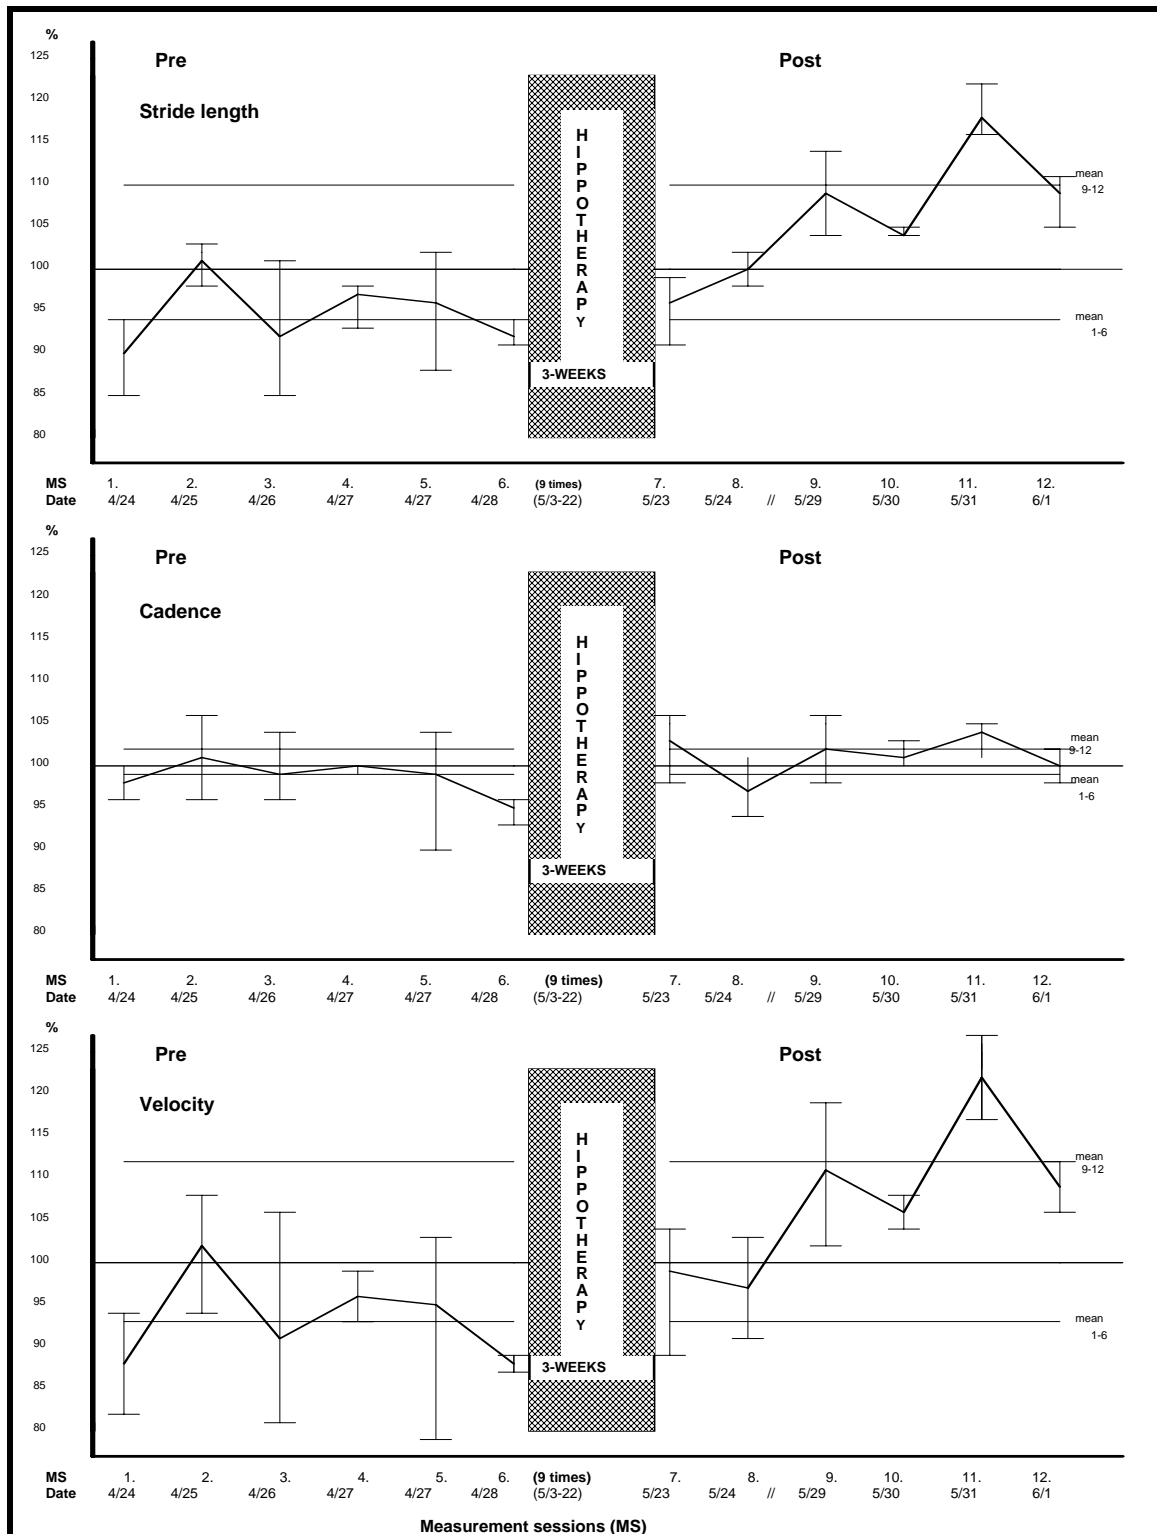 %
125
Pre
Post
120
Stride length
115
HIPPOTHERAPY
110
mean
9-12
105
100
95
mean
1-6
90
3-WEEKS
85
80
MS 1. 2. 3. 4. 5. 6. (9 times) 7. 8. 9. 10. 11. 12.
Date 4/24 4/25 4/26 4/27 4/27 4/28 (5/3-22) 5/23 5/24 // 5/29 5/30 5/31 6/1
%
125
Pre
Post
120
Cadence
115
HIPPOTHERAPY
110
105
mean
9-12
100
mean
1-6
95
90
3-WEEKS
85
80
MS 1. 2. 3. 4. 5. 6. (9 times) 7. 8. 9. 10. 11. 12.
Date 4/24 4/25 4/26 4/27 4/27 4/28 (5/3-22) 5/23 5/24 // 5/29 5/30 5/31 6/1
%
125
Pre
Post
120
Velocity
115
HIPPOTHERAPY
mean
9-12
110
105
100
95
mean
1-6
90
3-WEEKS
85
80
MS 1. 2. 3. 4. 5. 6. (9 times) 7. 8. 9. 10. 11. 12.
Date 4/24 4/25 4/26 4/27 4/27 4/28 (5/3-22) 5/23 5/24 // 5/29 5/30 5/31 6/1
Measurement sessions (MS)